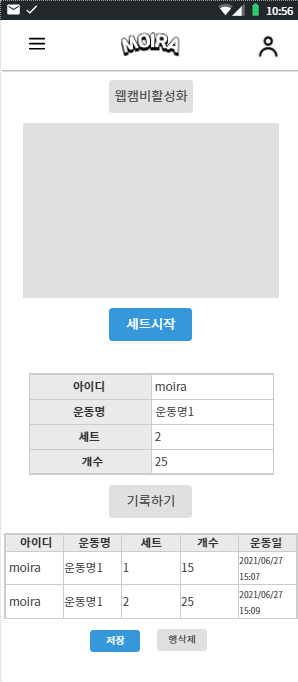 10:56
MOIRA
웹캠비활성화
세트시작
아이디 moira
운동명 운동명1
세트 2
개수 25
기록하기
아이디 운동명 세트 개수 운동일
moira 운동명1 1 15 2021/06/27
15:07
moira 운동명1 2 25 2021/06/27
15:09
저장 행삭제